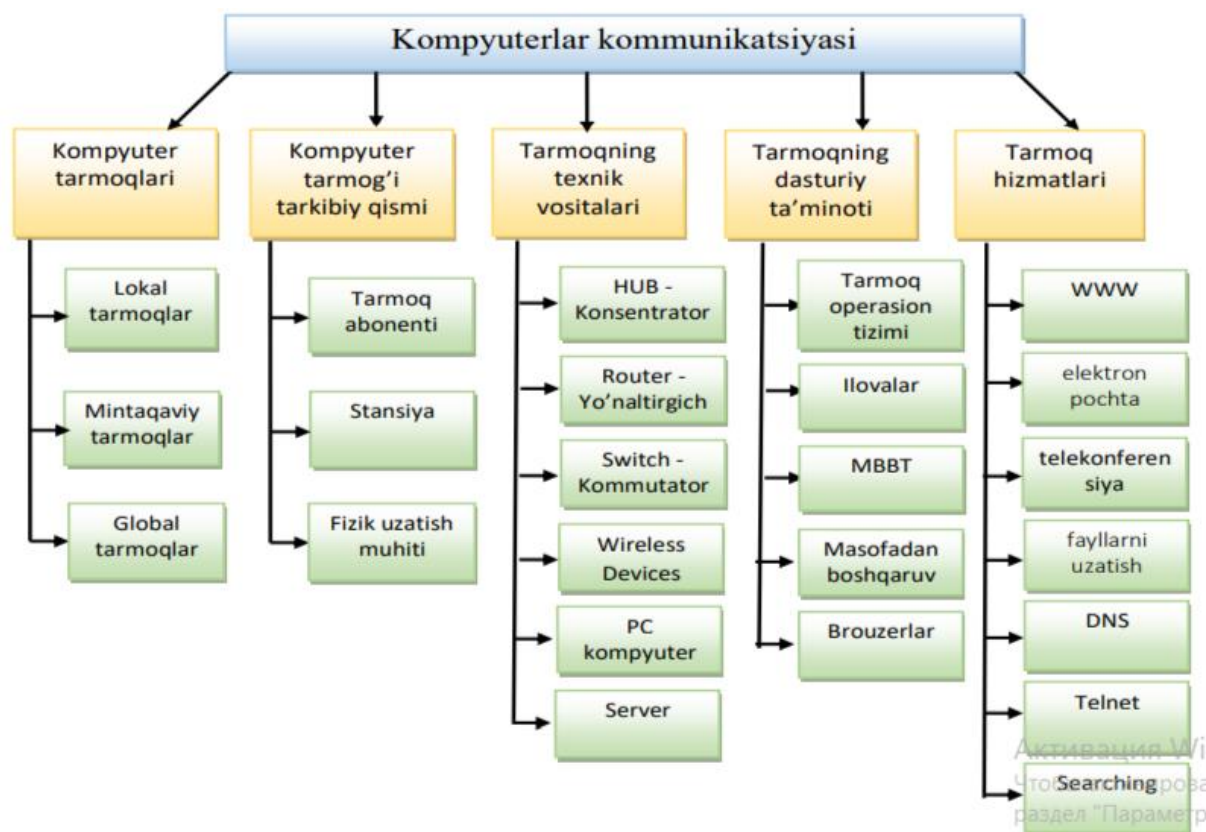 Kompyuterlar kommunikatsiyasi
Kompyuter
tarmoqlari
Lokal
tarmoqlar
Mintaqaviy
tarmoqlar
Global
tarmoqlar
Kompyuter
tarmog’i
tarkibiy qismi
Tarmoq
abonenti
Stansiya
Fizik uzatish
muhiti
Tarmoqning
texnik
vositalari
HUB -
Konsentrator
Router -
Yo’naltirgich
Switch -
Kommutator
Wireless
Devices
PC
kompyuter
Server
Tarmoqning
dasturiy
ta’minoti
Tarmoq
operasion
tizimi
Ilovalar
MBBT
Masofadan
boshqaruv
Brouzerlar
Tarmoq
hizmatlari
WWW
elektron
pochta
telekonferen
siya
fayllarni
uzatish
DNS
Telnet
Searching
Активация Wi
раздел "Параметр